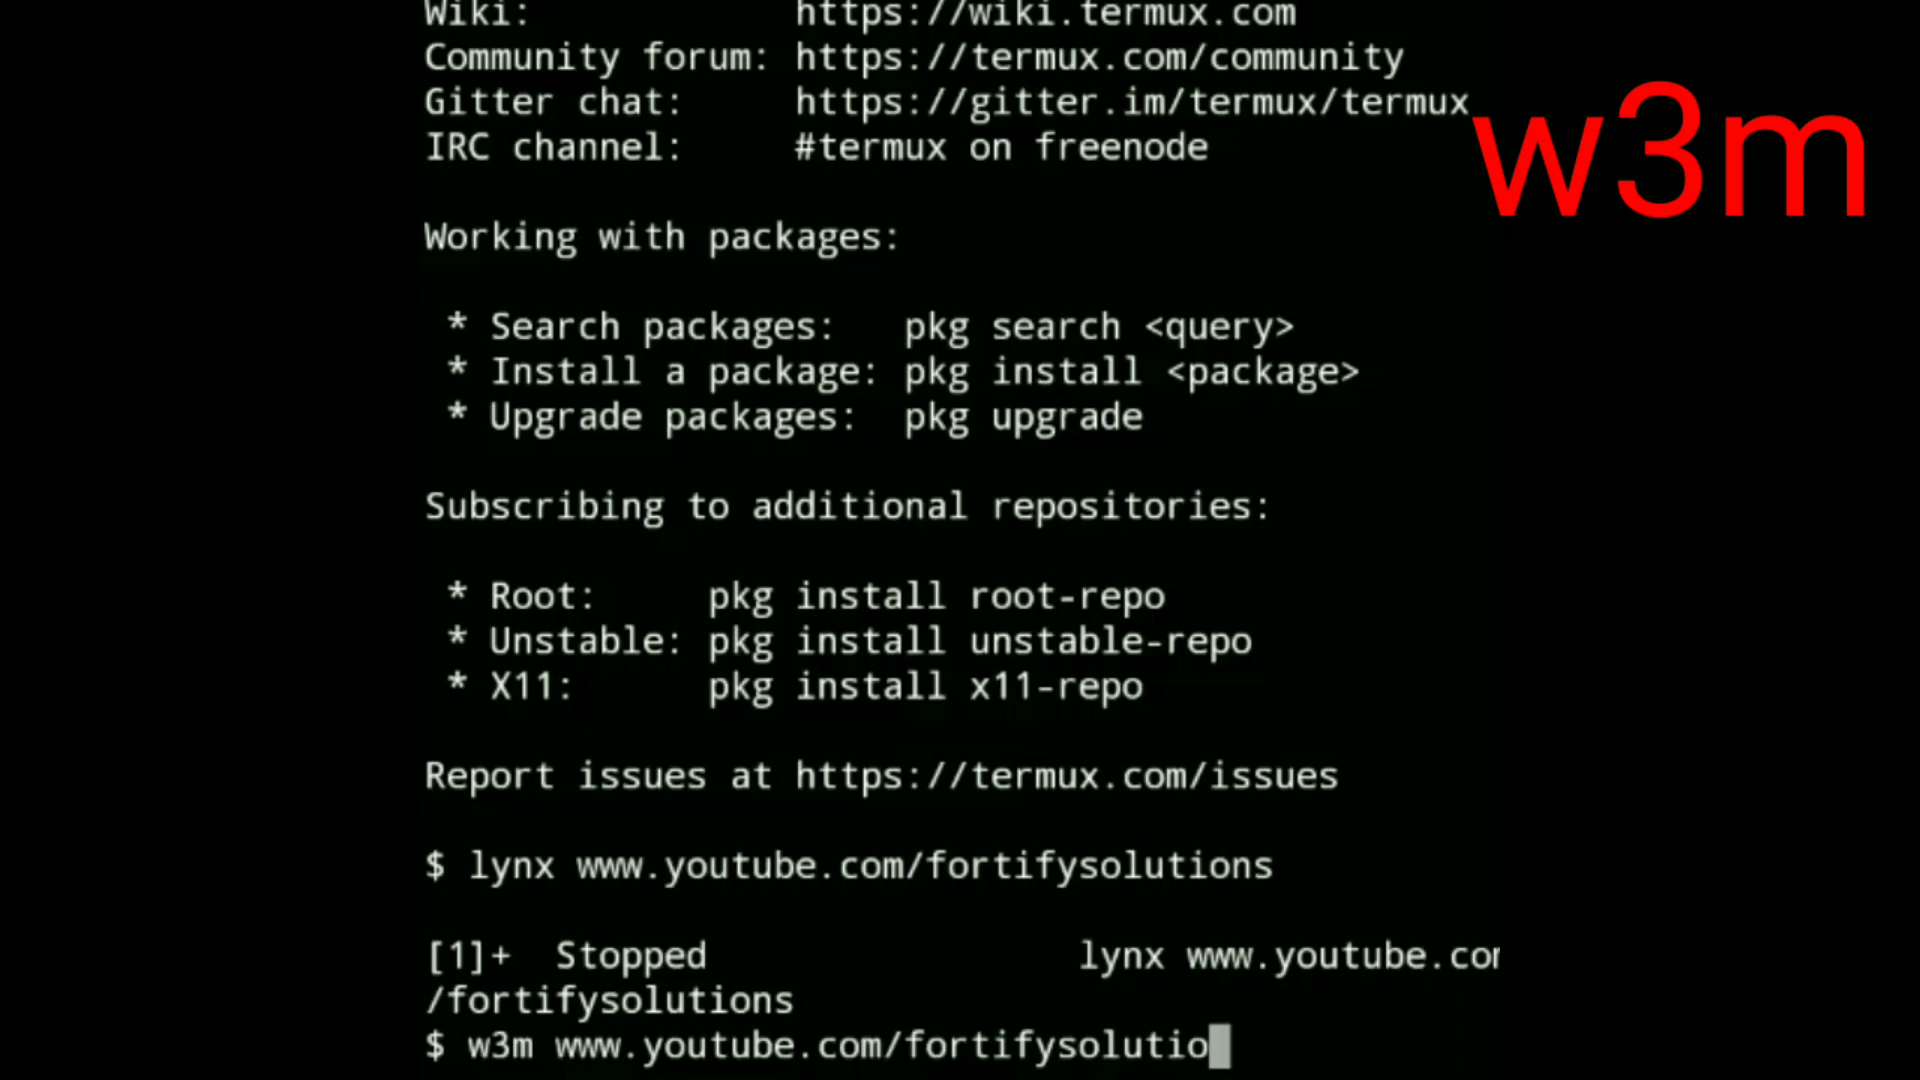 Wiki: https://wiki.termux.com
Community forum: https://termux.com/community
Gitter chat: https://gitter.im/termux/termux
IRC channel: #termux on freenode
w3m
Working with packages:
* Search packages: pkg search <query>
* Install a package: pkg install <package>
* Upgrade packages: pkg upgrade
Subscribing to additional repositories:
* Root: pkg install root-repo
* Unstable: pkg install unstable-repo
* X11: pkg install x11-repo
Report issues at https://termux.com/issues
$ lynx www.youtube.com/fortifysolutions
[1]+ Stopped lynx www.youtube.com
/fortifysolutions
$ w3m www.youtube.com/fortifysolutio